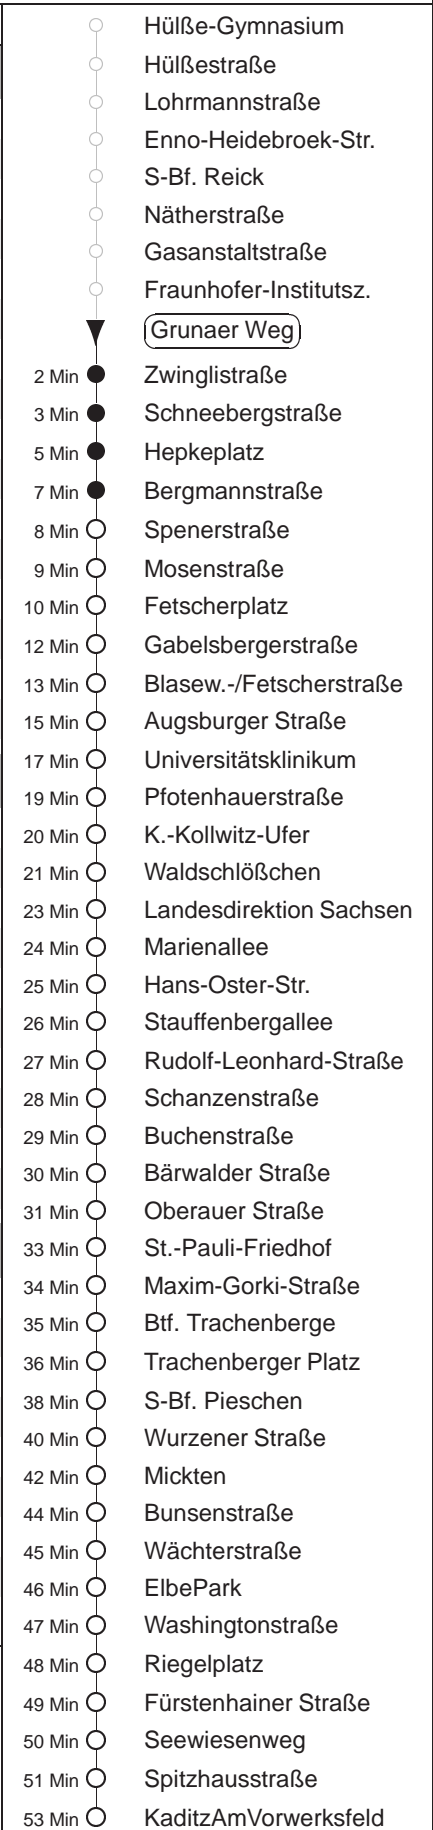 Hülße-Gymnasium
Hülßestraße
Lohrmannstraße
Enno-Heidebroek-Str.
S-Bf. Reick
Nätherstraße
Gasanstaltstraße
Fraunhofer-Institutsz.
Grunaer Weg
2 Min Zwinglistraße
3 Min Schneebergstraße
5 Min Hepkeplatz
7 Min Bergmannstraße
8 Min Spenerstraße
9 Min Mosenstraße
10 Min Fetscherplatz
12 Min Gabelsbergerstraße
13 Min Blasew.-/Fetscherstraße
15 Min Augsburger Straße
17 Min Universitätsklinikum
19 Min Pfotenhauerstraße
20 Min K.-Kollwitz-Ufer
21 Min Waldschlößchen
23 Min Landesdirektion Sachsen
24 Min Marienallee
25 Min Hans-Oster-Str.
26 Min Stauffenbergallee
27 Min Rudolf-Leonhard-Straße
28 Min Schanzenstraße
29 Min Buchenstraße
30 Min Bärwalder Straße
31 Min Oberauer Straße
33 Min St.-Pauli-Friedhof
34 Min Maxim-Gorki-Straße
35 Min Btf. Trachenberge
36 Min Trachenberger Platz
38 Min S-Bf. Pieschen
40 Min Wurzener Straße
42 Min Mickten
44 Min Bunsenstraße
45 Min Wächterstraße
46 Min ElbePark
47 Min Washingtonstraße
48 Min Riegelplatz
49 Min Fürstenhainer Straße
50 Min Seewiesenweg
51 Min Spitzhausstraße
53 Min KaditzAmVorwerksfeld